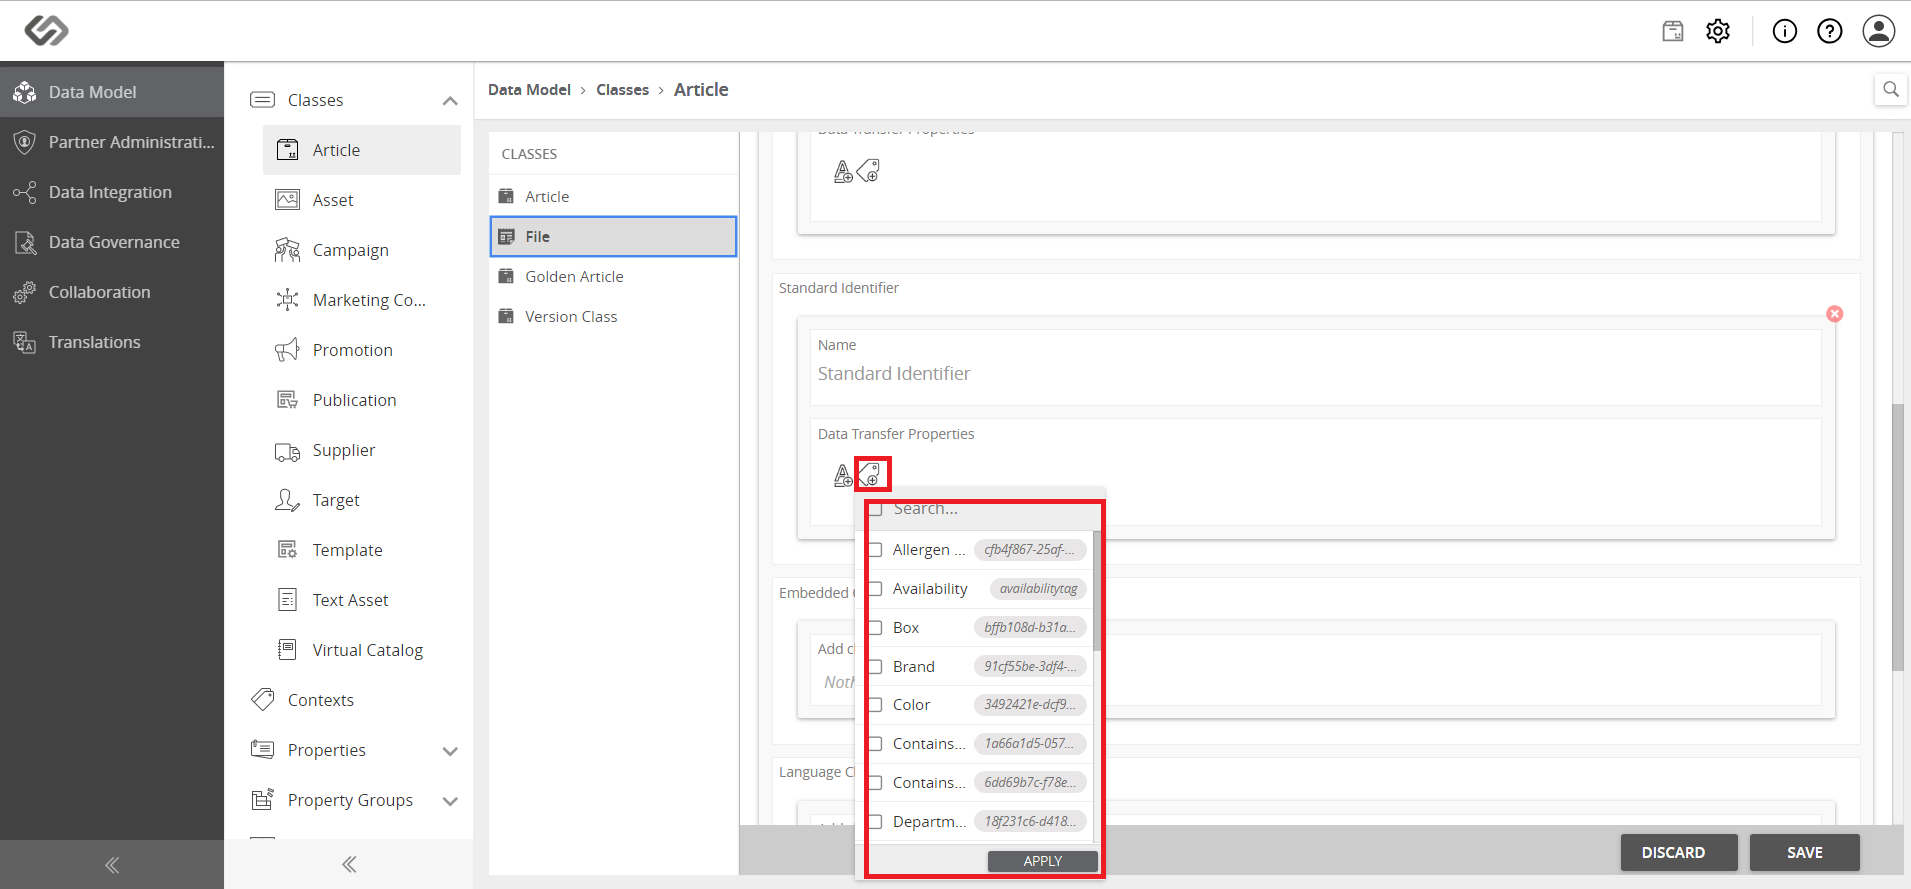 Data Model
Partner Administrati...
Data Integration
Data Governance
Collaboration
Translations
Classes
Article
Asset
Campaign
Marketing Co...
Promotion
Publication
Supplier
Target
Template
Text Asset
Virtual Catalog
Contexts
Properties
Property Groups
Data Model > Classes > Article
CLASSES
Article
File
Golden Article
Version Class
Data Transfer Properties
Standard Identifier
Name
Standard Identifier
Data Transfer Properties
Search...
Allergen ... cfb4f867-25af-...
Availability availabilitytag
Box bffb108d-b31a...
Brand 91cf55be-3df4-...
Color 3492421e-dcf9...
Contains... 1a66a1d5-057...
Contains... 6dd69b7c-f78e...
Departm... 18f231c6-d418...
APPLY
Embedded
Add
Language
DISCARD
SAVE